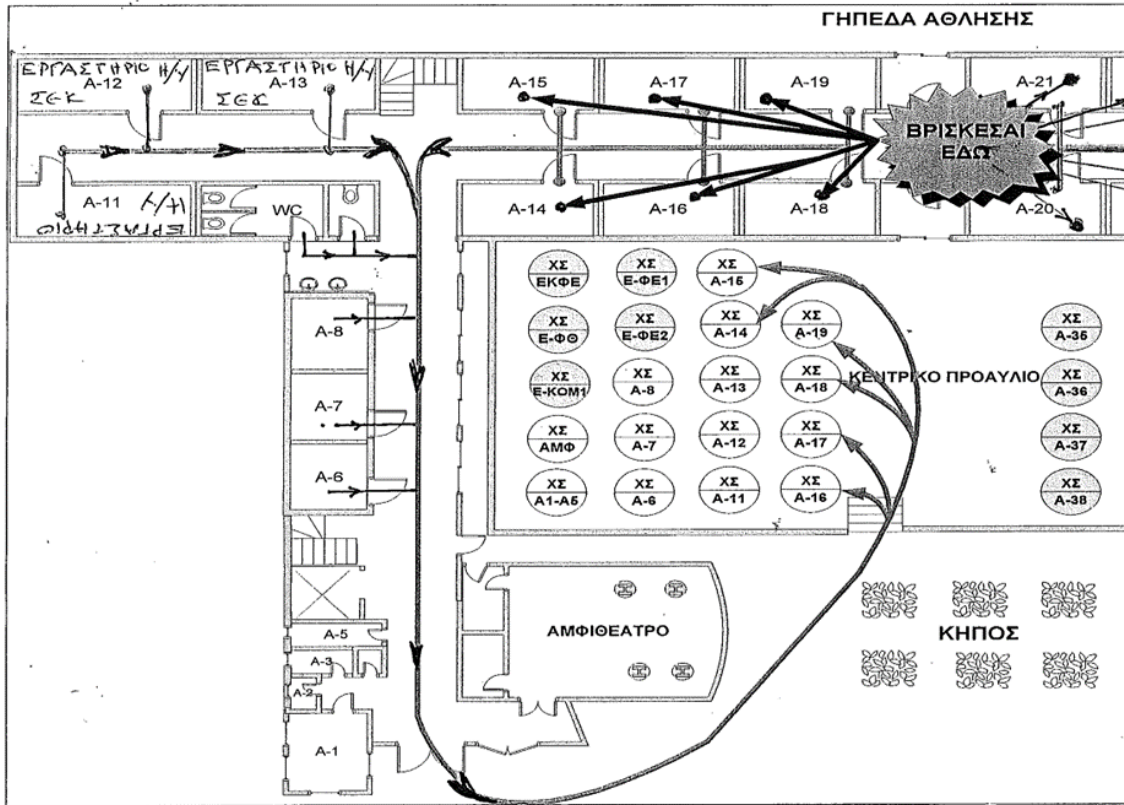 ΓΗΠΕΔΑ ΑΘΛΗΣΗΣ
ΕΡΓΑΣΤΗΡΙΟ Η/Υ
Α-12
ΣΕΚ
ΕΡΓΑΣΤΗΡΙΟ Η/Υ
Α-13
ΣΕΚ
Α-15
Α-17
Α-19
Α-21
ΒΡΙΣΚΕΣΑΙ
ΕΔΩ
Α-11
Η/Υ
ΕΡΓΑΣΤΗΡΙΟ
WC
Α-14
Α-16
Α-18
Α-20
ΧΣ
ΕΚΦΕ
ΧΣ
Ε-ΦΕ1
ΧΣ
Α-15
Α-8
ΧΣ
Ε-ΦΘ
ΧΣ
Ε-ΦΕ2
ΧΣ
Α-14
ΧΣ
Α-19
ΧΣ
Α-35
ΧΣ
Ε-ΚΟΜ1
ΧΣ
Α-8
ΧΣ
Α-13
ΧΣ
Α-18
ΚΕΝΤΡΙΚΟ ΠΡΟΑΥΛΙΟ
ΧΣ
Α-36
Α-7
ΧΣ
ΑΜΦ
ΧΣ
Α-7
ΧΣ
Α-12
ΧΣ
Α-17
ΧΣ
Α-37
Α-6
ΧΣ
Α1-Α5
ΧΣ
Α-6
ΧΣ
Α-11
ΧΣ
Α-16
ΧΣ
Α-38
ΑΜΦΙΘΕΑΤΡΟ
ΚΗΠΟΣ
Α-5
Α-3
Α-2
Α-1